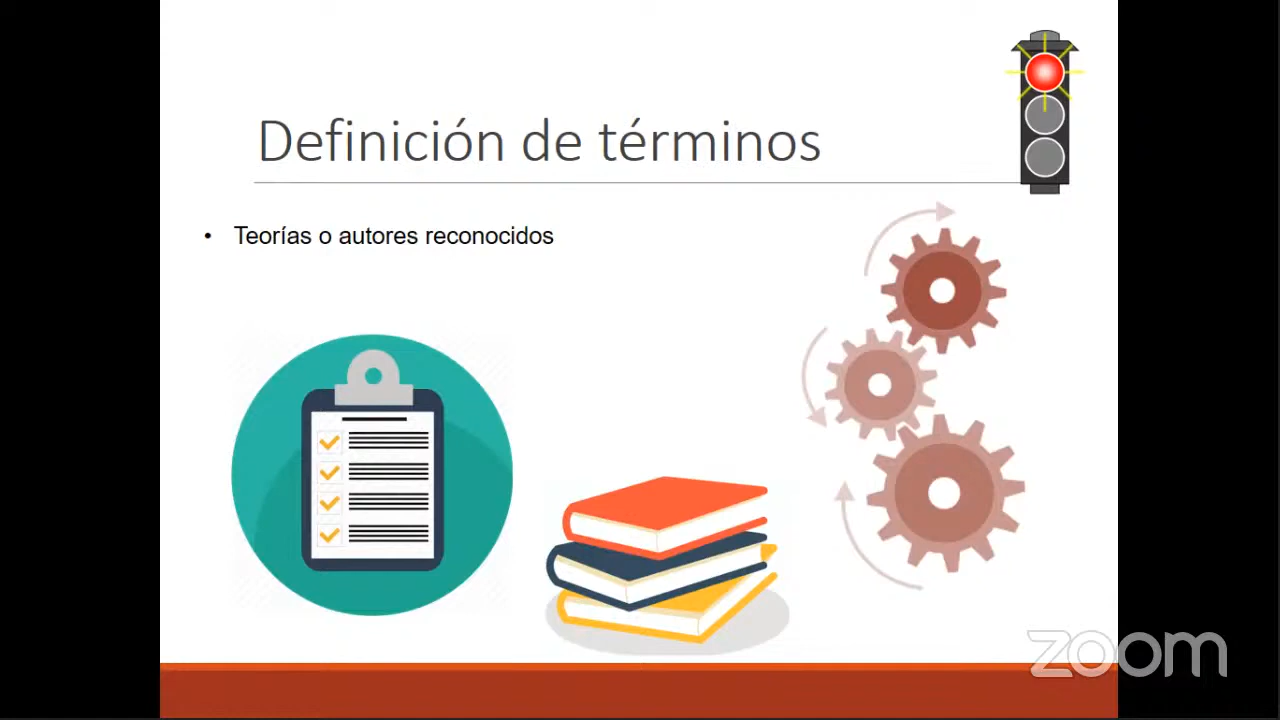 Definición de términos
• Teorías o autores reconocidos
zoom